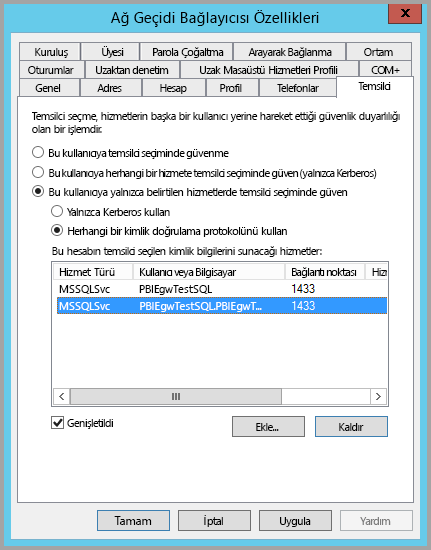 Ağ Geçidi Bağlayıcısı Özellikleri
x
Kuruluş Üyesi Parola Çoğaltma Arayarak Bağlanma Ortam
Oturumlar Uzaktan denetim Uzak Masaüstü Hizmetleri Profili COM+
Genel Adres Hesap Profil Telefonlar Temsilci
Temsilci seçme, hizmetlerin başka bir kullanıcı yerine hareket ettiği güvenlik duyarlılığı
olan bir işlemdir.
Bu kullanıcıya temsilci seçiminde güvenme
Bu kullanıcıya herhangi bir hizmete temsilci seçiminde güven (yalnızca Kerberos)
Bu kullanıcıya yalnızca belirtilen hizmetlerde temsilci seçiminde güven
Yalnızca Kerberos kullan
Herhangi bir kimlik doğrulama protokolünü kullan
Bu hesabın temsilci seçilen kimlik bilgilerini sunacağı hizmetler:
Hizmet Türü Kullanıcı veya Bilgisayar Bağlantı noktası Hiz
MSSQLSvc PBIEgwTestSQL 1433
MSSQLSvc PBIEgwTestSQL.PBIEgwT... 1433
Genişletildi Ekle... Kaldır
Tamam İptal Uygula Yardım